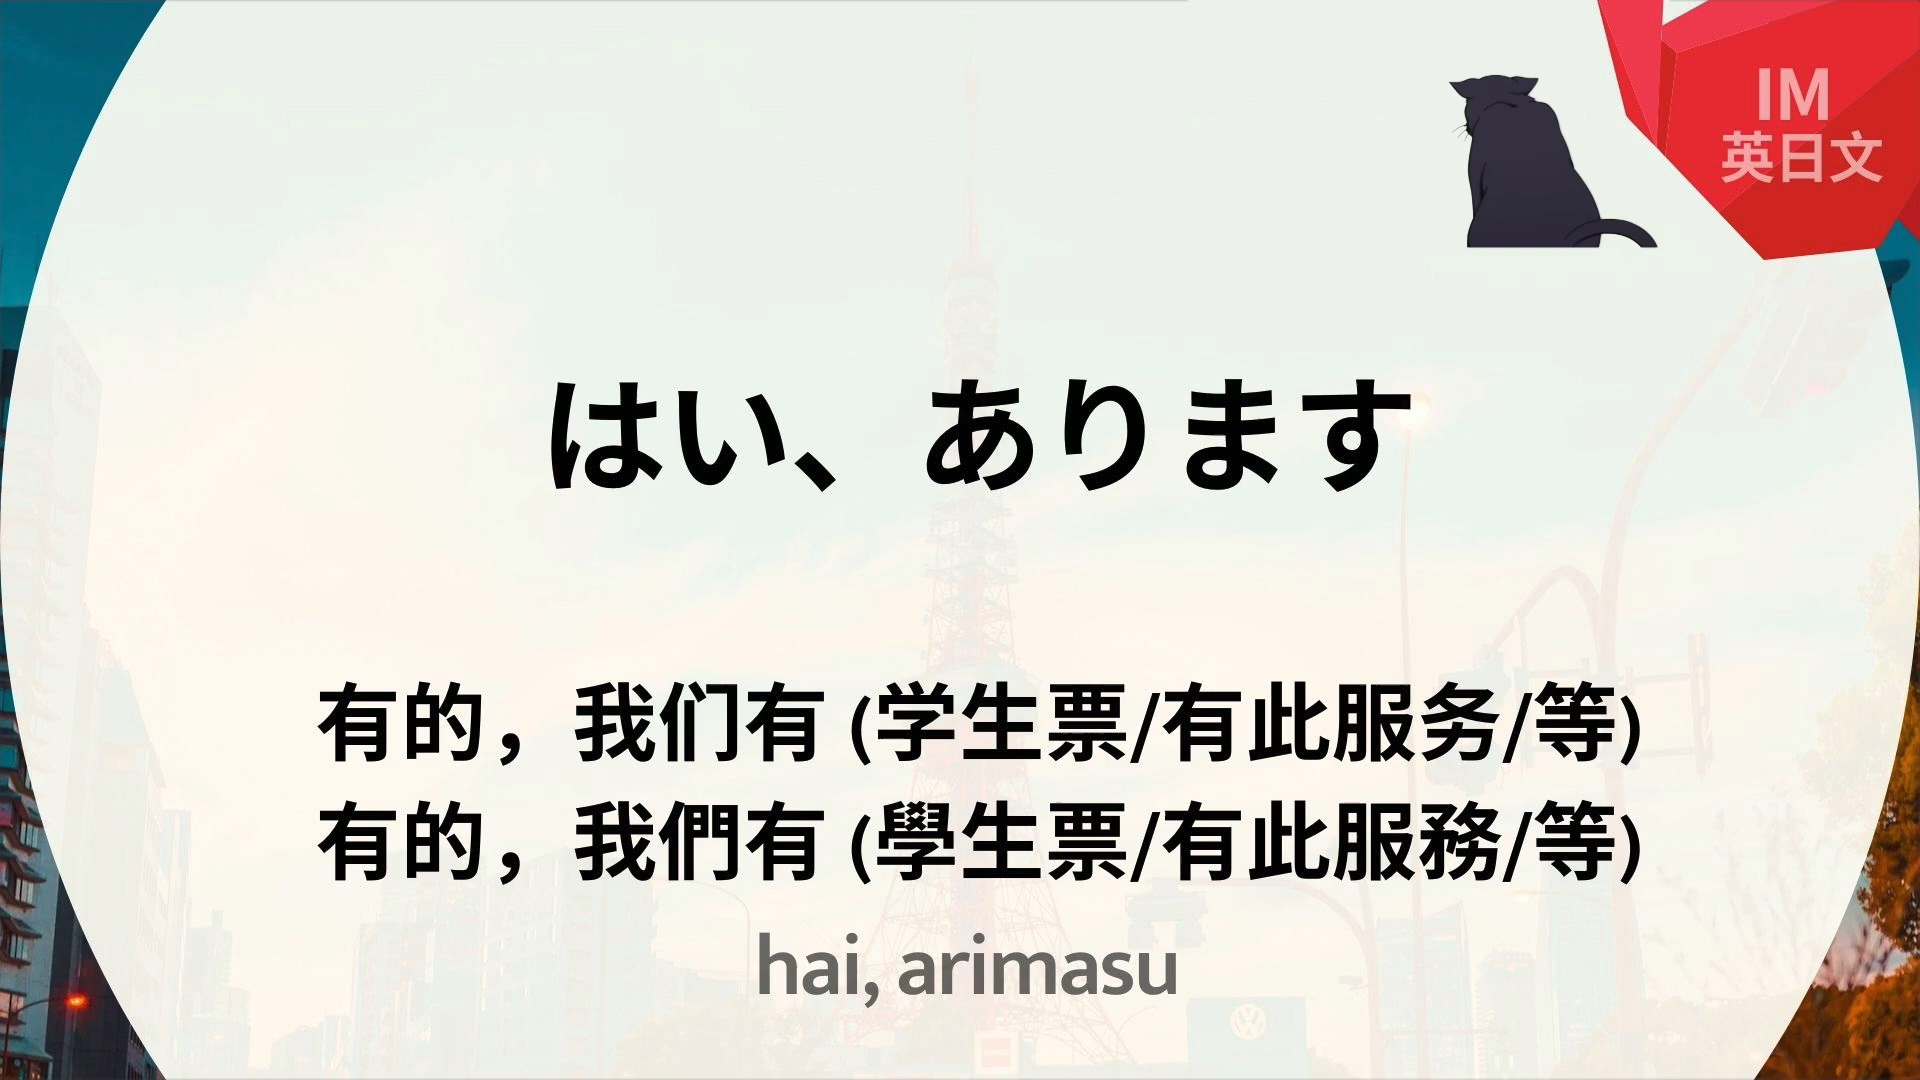 IM
英日文
はい、あります
有的，我们有 (学生票/有此服务/等)
有的，我們有 (學生票/有此服務/等)
hai, arimasu